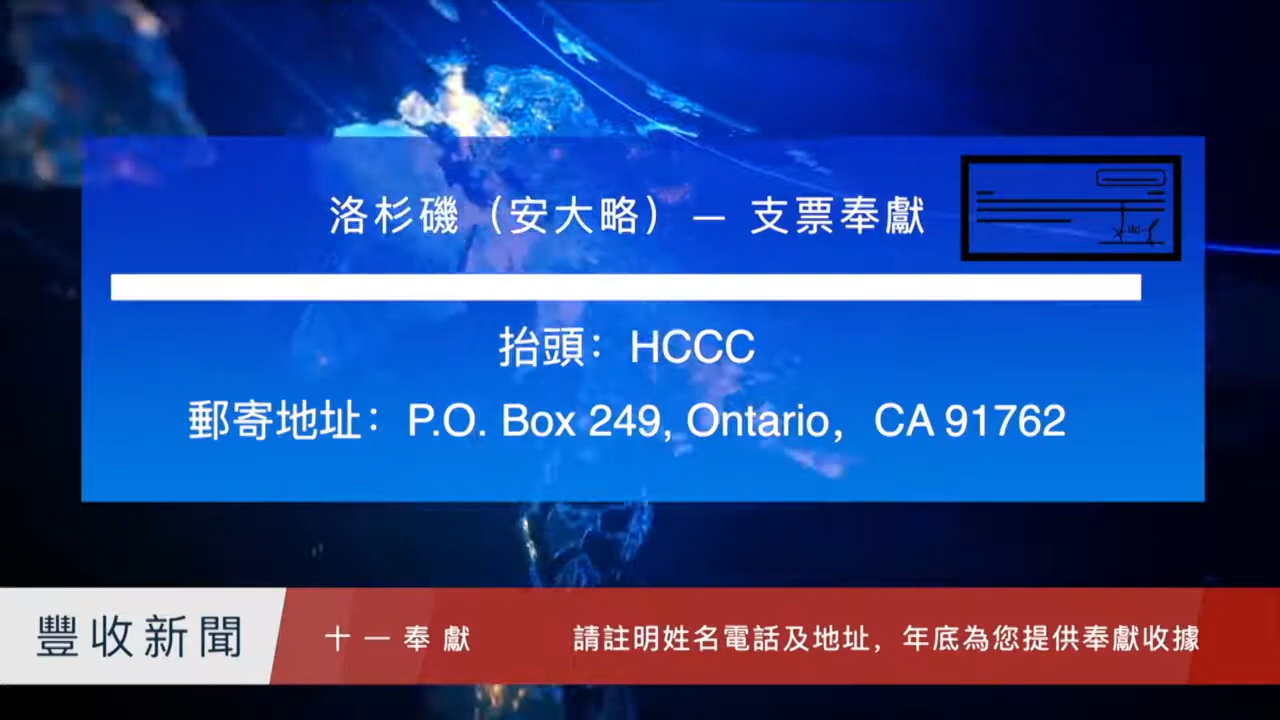 洛杉磯（安大略）— 支票奉獻
抬頭：HCCC
郵寄地址：P.O. Box 249, Ontario，CA 91762
豐收新聞
十一奉獻
請註明姓名電話及地址，年底為您提供奉獻收據